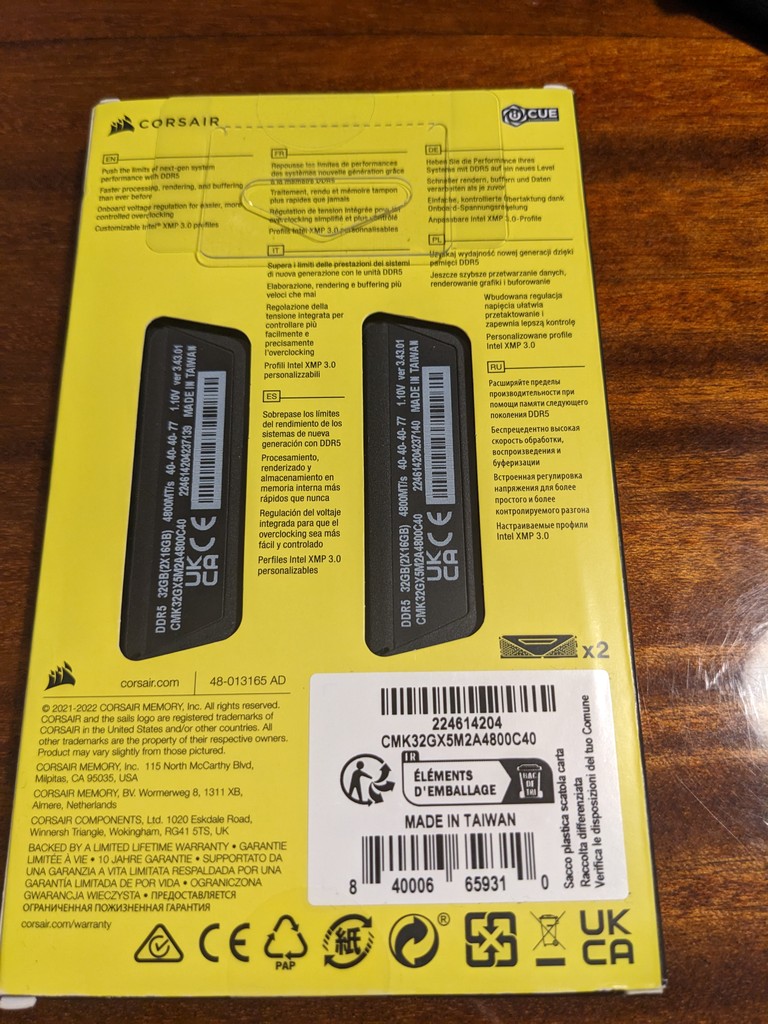 CORSAIR
iCUE
EN
Push the limits of next-gen system
performance with DDR5
Faster processing, rendering, and buffering
than ever before
Onboard voltage regulation for easier, more
controlled overclocking
Customizable Intel® XMP 3.0 profiles
FR
Repousse les limites de performances
des systèmes nouvelle génération grâce
à la mémoire DDR5
Traitement, rendu et mémoire tampon
plus rapides que jamais
Régulation de tension intégrée pour un
overclocking simplifié et plus contrôlé
Profils Intel XMP 3.0 personnalisables
DE
Heben Sie die Performance Ihres
Systems mit DDR5 auf ein neues Level
Schneller rendern, buffern und Daten
verarbeiten als je zuvor
Einfache, kontrollierte Übertaktung dank
Onboard-Spannungsregelung
Anpassbare Intel XMP 3.0-Profile
IT
Supera i limiti delle prestazioni dei sistemi
di nuova generazione con le unità DDR5
Elaborazione, rendering e buffering più
veloci che mai
Regolazione della
tensione integrata per
controllare più
facilmente e
precisamente
l'overclocking
Profili Intel XMP 3.0
personalizzabili
PL
Uzyskaj wydajność nowej generacji dzięki
pamięci DDR5
Jeszcze szybsze przetwarzanie danych,
renderowanie grafiki i buforowanie
Wbudowana regulacja
napięcia ułatwia
przetaktowanie i
zapewnia lepszą kontrolę
Personalizowane profile
Intel XMP 3.0
ES
Sobrepase los límites
del rendimiento de los
sistemas de nueva
generación con DDR5
Procesamiento,
renderizado y
almacenamiento en
memoria interna más
rápidos que nunca
Regulación del voltaje
integrada para que el
overclocking sea más
fácil y controlado
Perfiles Intel XMP 3.0
personalizables
RU
Расширяйте пределы
производительности при
помощи памяти следующего
поколения DDR5
Беспрецедентно высокая
скорость обработки,
воспроизведения и
буферизации
Встроенная регулировка
напряжения для более
простого и более
контролируемого разгона
Настраиваемые профили
Intel XMP 3.0
DDR5 32GB(2X16GB) 4800MT/s 40-40-40-77 1.10V ver 3.43.01
CMK32GX5M2A4800C40 224614204237139 MADE IN TAIWAN
UK
CA CE
DDR5 32GB(2X16GB) 4800MT/s 40-40-40-77 1.10V ver 3.43.01
CMK32GX5M2A4800C40 224614204237140 MADE IN TAIWAN
UK
CA CE
x2
corsair.com
48-013165 AD
© 2021-2022 CORSAIR MEMORY, Inc. All rights reserved.
CORSAIR and the sails logo are registered trademarks of
CORSAIR in the United States and/or other countries. All
other trademarks are the property of their respective owners.
Product may vary slightly from those pictured.
CORSAIR MEMORY, Inc. 115 North McCarthy Blvd,
Milpitas, CA 95035, USA
CORSAIR MEMORY, BV. Wormerweg 8, 1311 XB,
Almere, Netherlands
CORSAIR COMPONENTS, Ltd. 1020 Eskdale Road,
Winnersh Triangle, Wokingham, RG41 5TS, UK
BACKED BY A LIMITED LIFETIME WARRANTY • GARANTIE
LIMITÉE À VIE • 10 JAHRE GARANTIE • SUPPORTATO DA
UNA GARANZIA A VITA LIMITATA RESPALDADA POR UNA
GARANTÍA LIMITADA DE POR VIDA • OGRANICZONA
GWARANCJA WIECZYSTA • ПРЕДОСТАВЛЯЕТСЯ
ОГРАНИЧЕННАЯ ПОЖИЗНЕННАЯ ГАРАНТИЯ
corsair.com/warranty
224614204
CMK32GX5M2A4800C40
FR
ÉLÉMENTS
D'EMBALLAGE
BAC
DE
TRI
MADE IN TAIWAN
8 40006 65931 0
Sacco plastica scatola carta
Raccolta differenziata
Verifica le disposizioni del tuo Comune
CE
PAP
紙
®
UK
CA